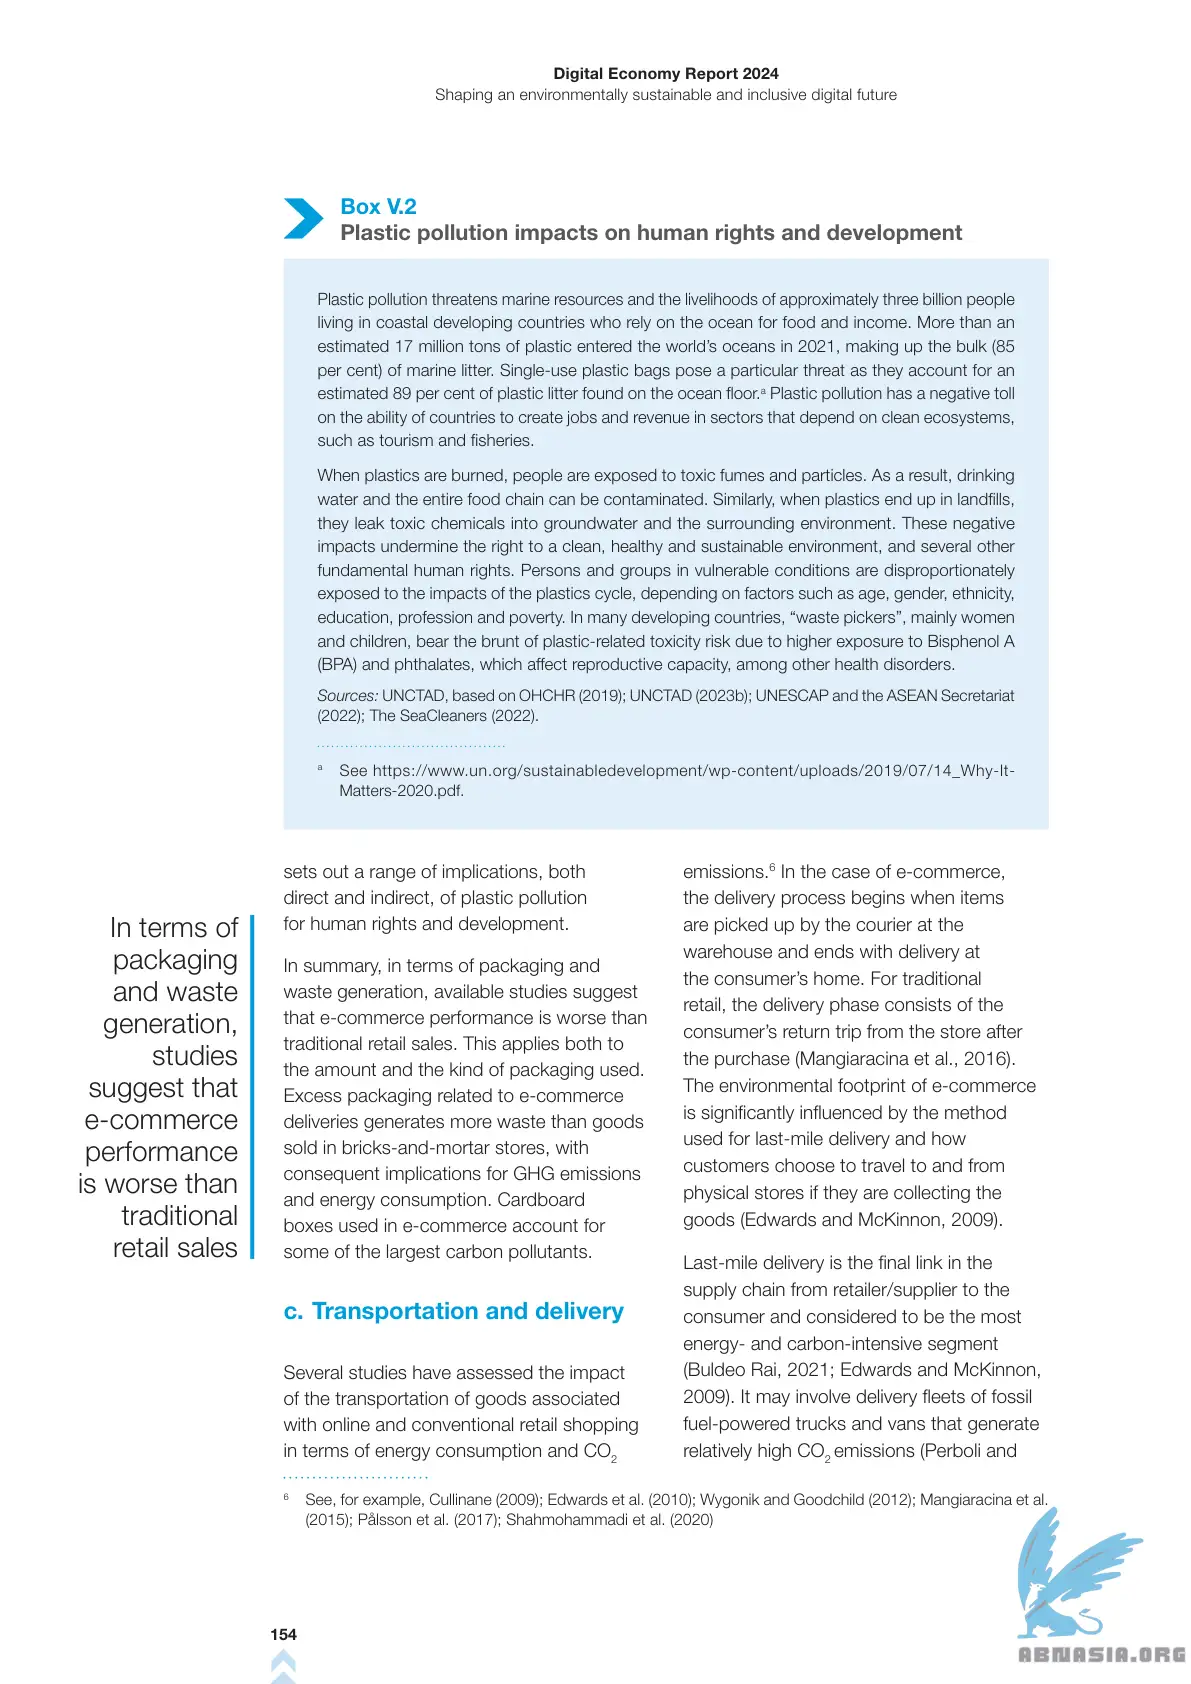 Digital Economy Report 2024
Shaping an environmentally sustainable and inclusive digital future
Box V.2
Plastic pollution impacts on human rights and development
Plastic pollution threatens marine resources and the livelihoods of approximately three billion people
living in coastal developing countries who rely on the ocean for food and income. More than an
estimated 17 million tons of plastic entered the world’s oceans in 2021, making up the bulk (85
per cent) of marine litter. Single-use plastic bags pose a particular threat as they account for an
estimated 89 per cent of plastic litter found on the ocean floor.ᵃ Plastic pollution has a negative toll
on the ability of countries to create jobs and revenue in sectors that depend on clean ecosystems,
such as tourism and fisheries.
When plastics are burned, people are exposed to toxic fumes and particles. As a result, drinking
water and the entire food chain can be contaminated. Similarly, when plastics end up in landfills,
they leak toxic chemicals into groundwater and the surrounding environment. These negative
impacts undermine the right to a clean, healthy and sustainable environment, and several other
fundamental human rights. Persons and groups in vulnerable conditions are disproportionately
exposed to the impacts of the plastics cycle, depending on factors such as age, gender, ethnicity,
education, profession and poverty. In many developing countries, “waste pickers”, mainly women
and children, bear the brunt of plastic-related toxicity risk due to higher exposure to Bisphenol A
(BPA) and phthalates, which affect reproductive capacity, among other health disorders.
Sources: UNCTAD, based on OHCHR (2019); UNCTAD (2023b); UNESCAP and the ASEAN Secretariat
(2022); The SeaCleaners (2022).
ᵃ See https://www.un.org/sustainabledevelopment/wp-content/uploads/2019/07/14_Why-It-
Matters-2020.pdf.
In terms of
packaging
and waste
generation,
studies
suggest that
e-commerce
performance
is worse than
traditional
retail sales
sets out a range of implications, both
direct and indirect, of plastic pollution
for human rights and development.
In summary, in terms of packaging and
waste generation, available studies suggest
that e-commerce performance is worse than
traditional retail sales. This applies both to
the amount and the kind of packaging used.
Excess packaging related to e-commerce
deliveries generates more waste than goods
sold in bricks-and-mortar stores, with
consequent implications for GHG emissions
and energy consumption. Cardboard
boxes used in e-commerce account for
some of the largest carbon pollutants.
c. Transportation and delivery
Several studies have assessed the impact
of the transportation of goods associated
with online and conventional retail shopping
in terms of energy consumption and CO₂
emissions.⁶ In the case of e-commerce,
the delivery process begins when items
are picked up by the courier at the
warehouse and ends with delivery at
the consumer’s home. For traditional
retail, the delivery phase consists of the
consumer’s return trip from the store after
the purchase (Mangiaracina et al., 2016).
The environmental footprint of e-commerce
is significantly influenced by the method
used for last-mile delivery and how
customers choose to travel to and from
physical stores if they are collecting the
goods (Edwards and McKinnon, 2009).
Last-mile delivery is the final link in the
supply chain from retailer/supplier to the
consumer and considered to be the most
energy- and carbon-intensive segment
(Buldeo Rai, 2021; Edwards and McKinnon,
2009). It may involve delivery fleets of fossil
fuel-powered trucks and vans that generate
relatively high CO₂ emissions (Perboli and
⁶ See, for example, Cullinane (2009); Edwards et al. (2010); Wygonik and Goodchild (2012); Mangiaracina et al.
(2015); Pålsson et al. (2017); Shahmohammadi et al. (2020)
154
ABNASIA.ORG